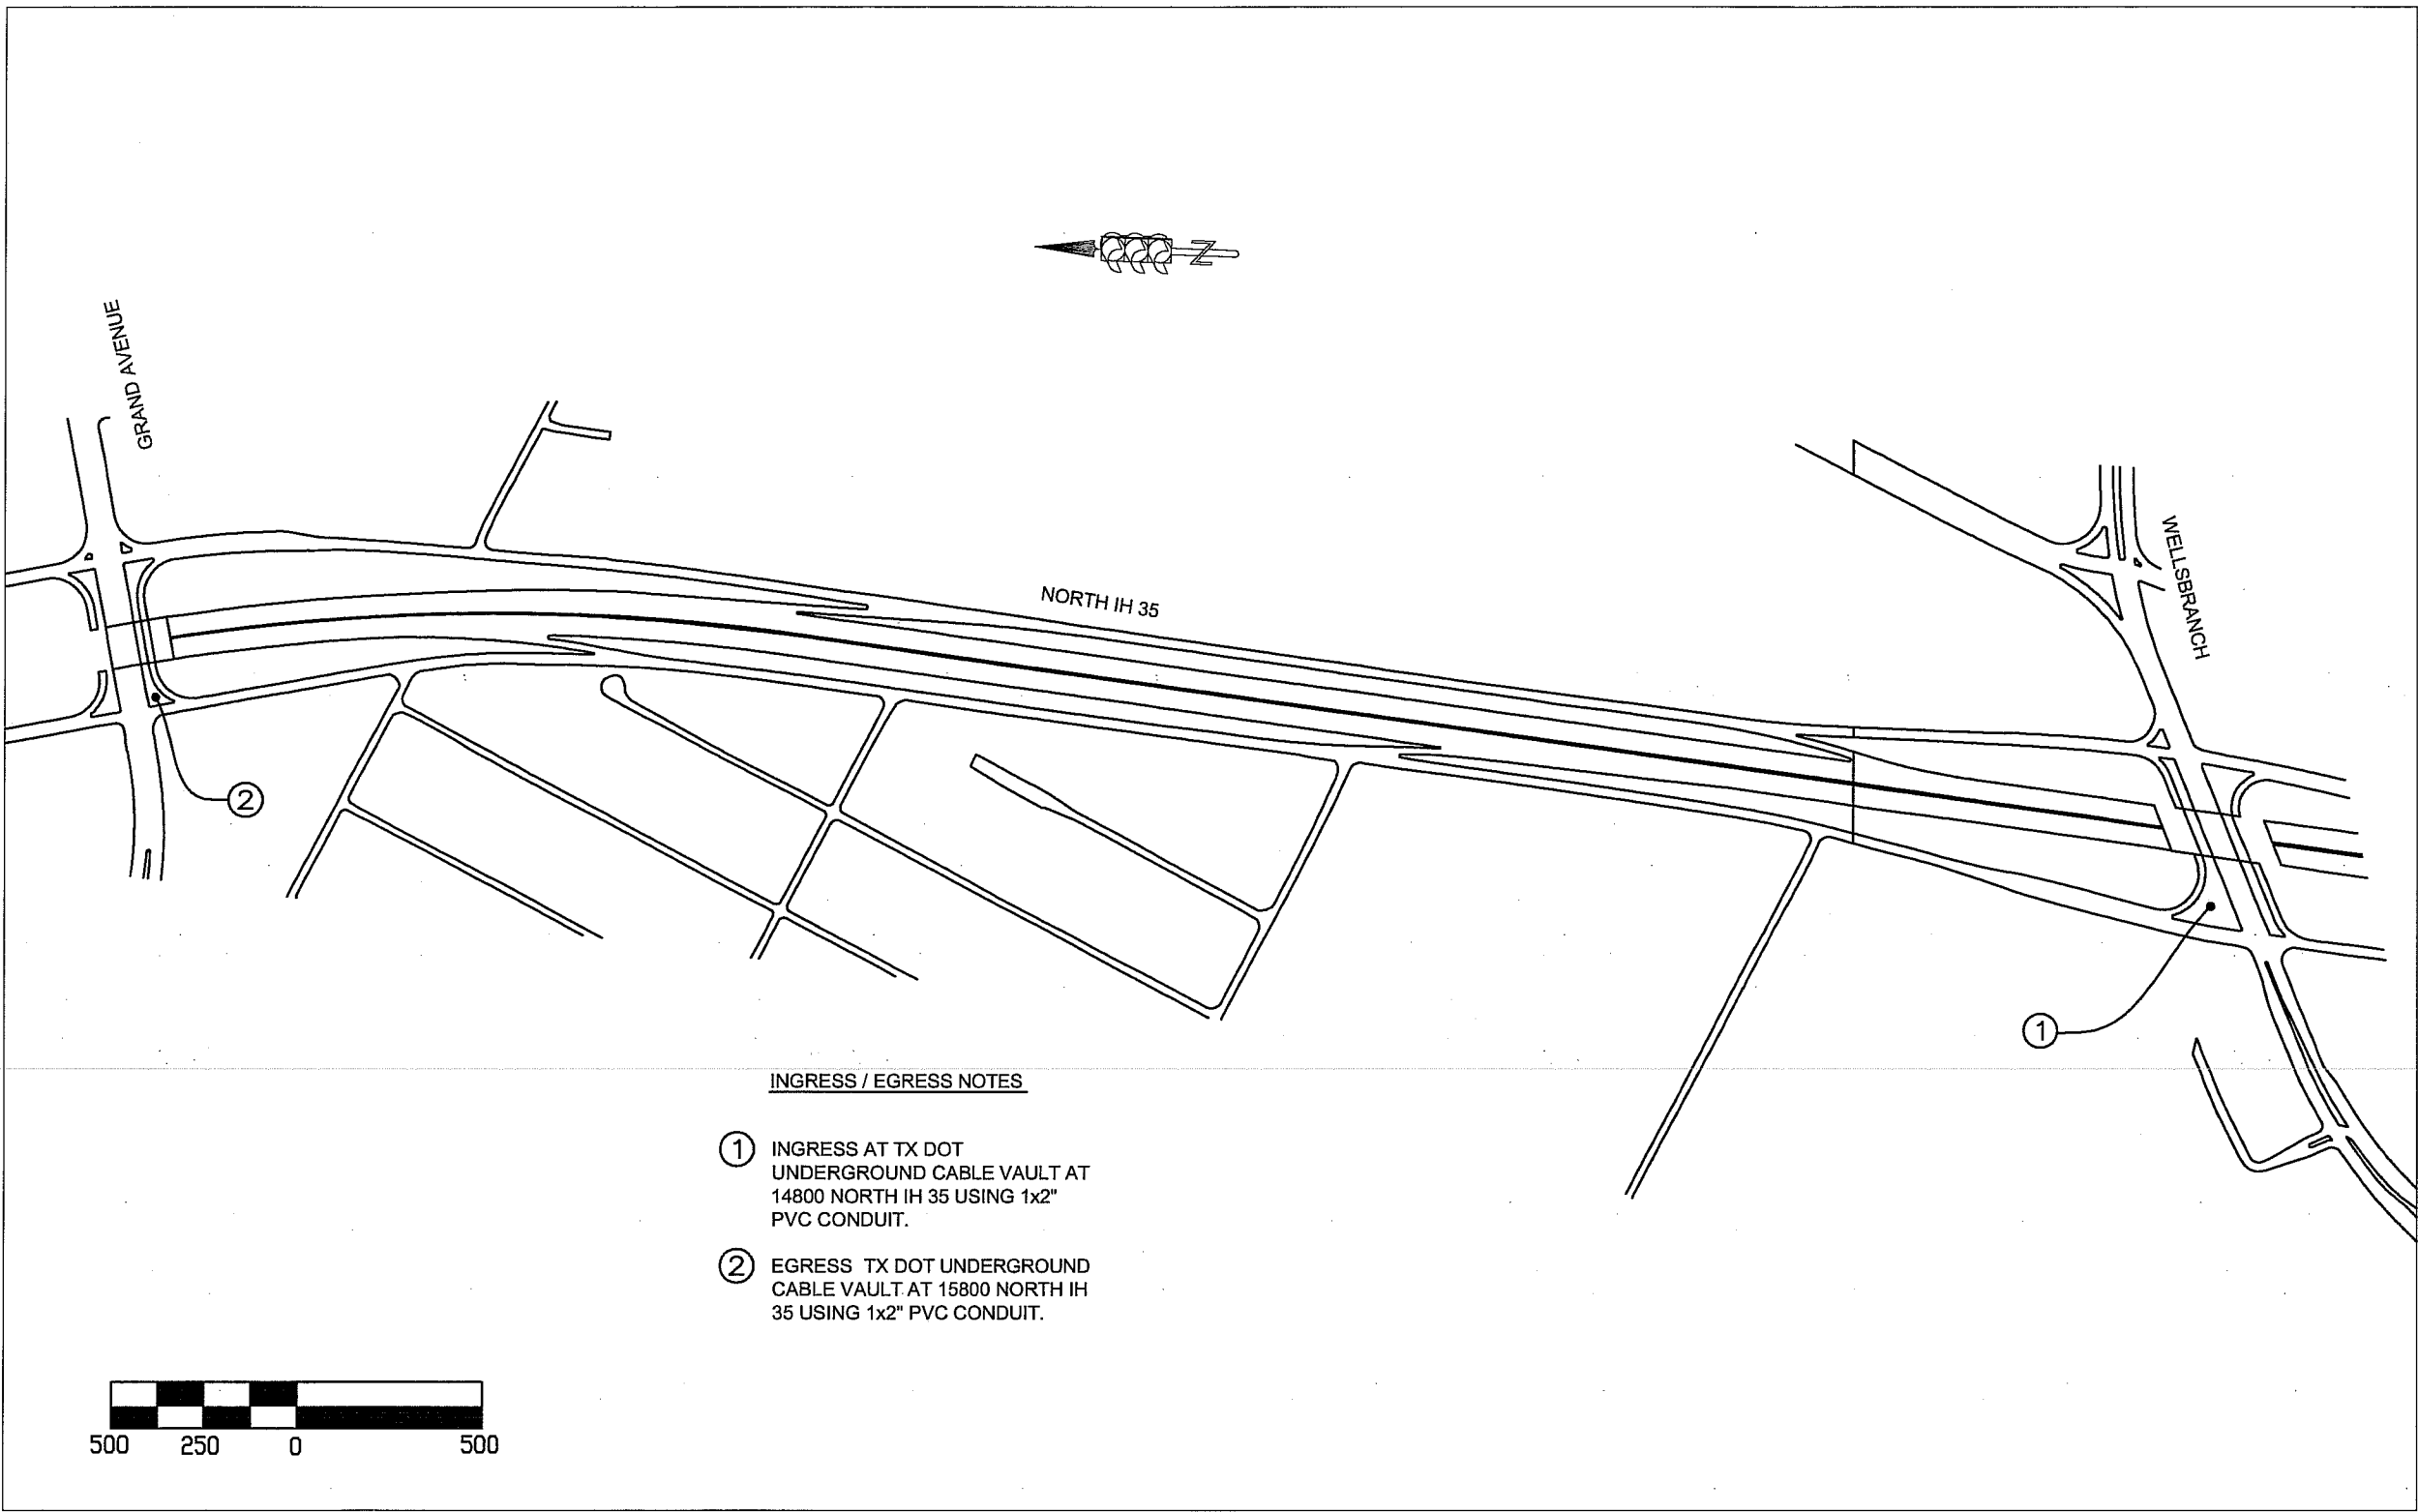 Z
GRAND AVENUE
NORTH IH 35
WELLSBRANCH
2
1
INGRESS / EGRESS NOTES
1 INGRESS AT TX DOT
UNDERGROUND CABLE VAULT AT
14800 NORTH IH 35 USING 1x2"
PVC CONDUIT.
2 EGRESS TX DOT UNDERGROUND
CABLE VAULT AT 15800 NORTH IH
35 USING 1x2" PVC CONDUIT.
500 250 0 500